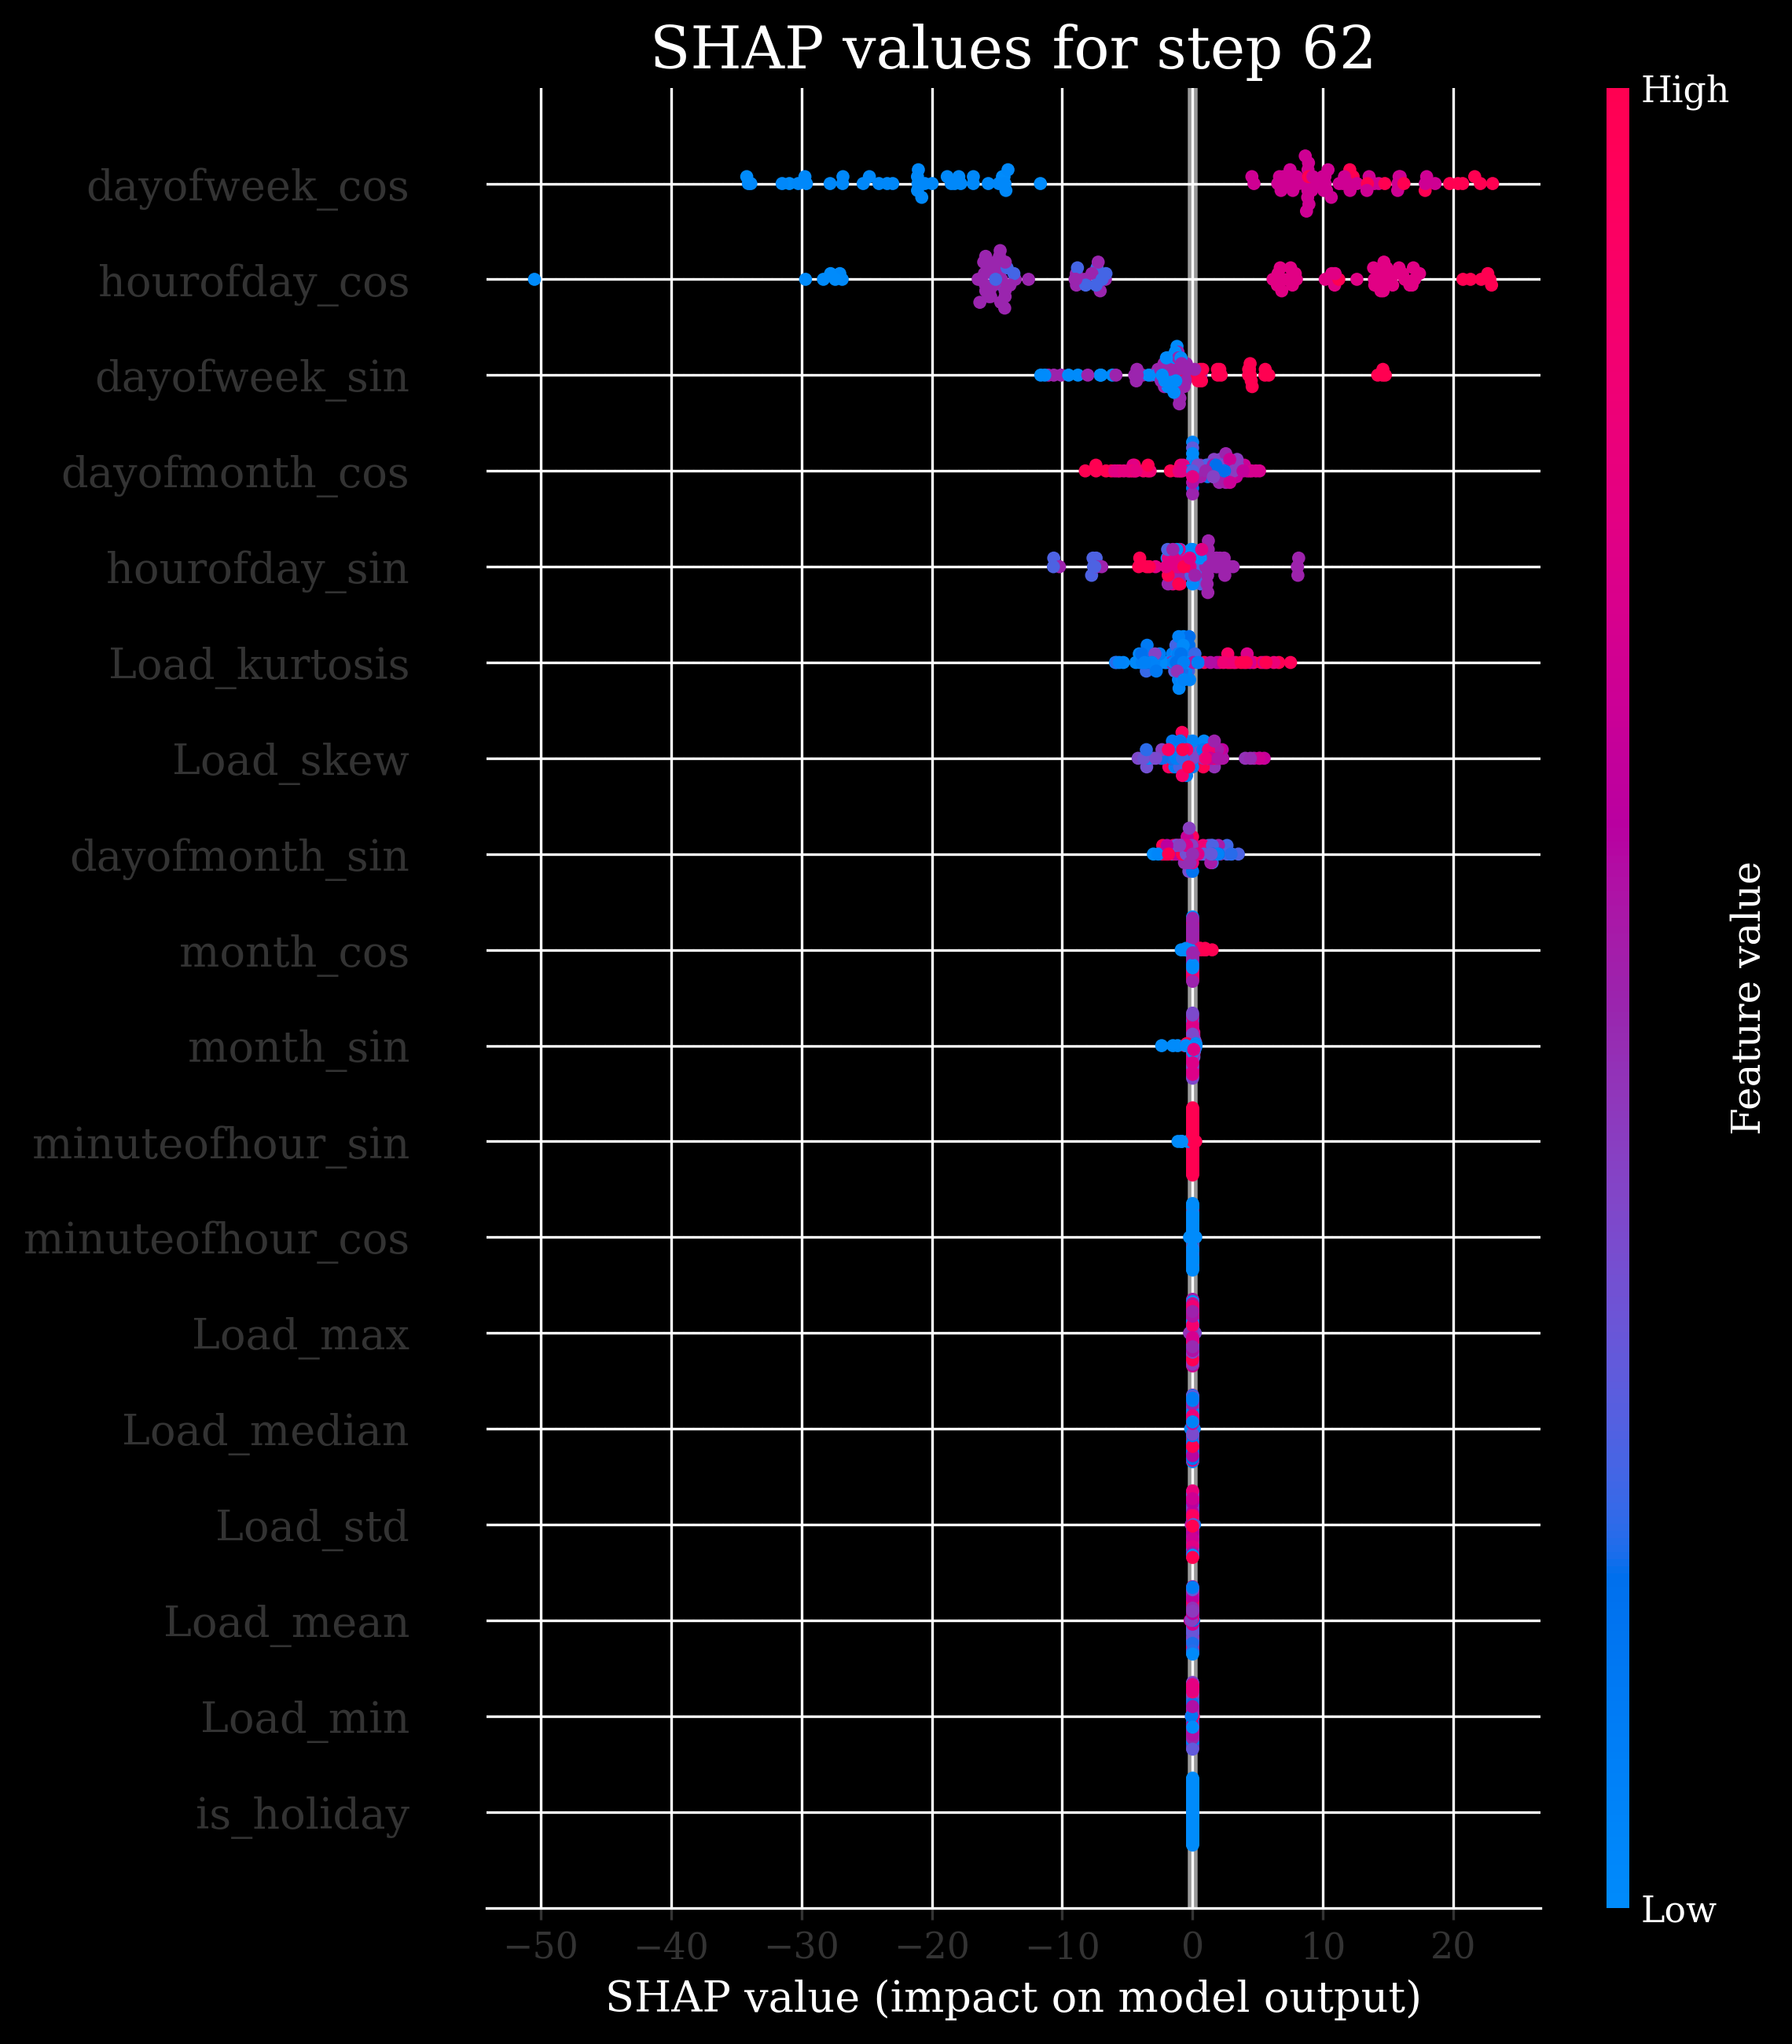 SHAP values for step 62
High
dayofweek_cos
hourofday_cos
dayofweek_sin
dayofmonth_cos
hourofday_sin
Load_kurtosis
Load_skew
dayofmonth_sin
month_cos
month_sin
minuteofhour_sin
minuteofhour_cos
Load_max
Load_median
Load_std
Load_mean
Load_min
is_holiday
Feature value
Low
−50 −40 −30 −20 −10 0 10 20
SHAP value (impact on model output)